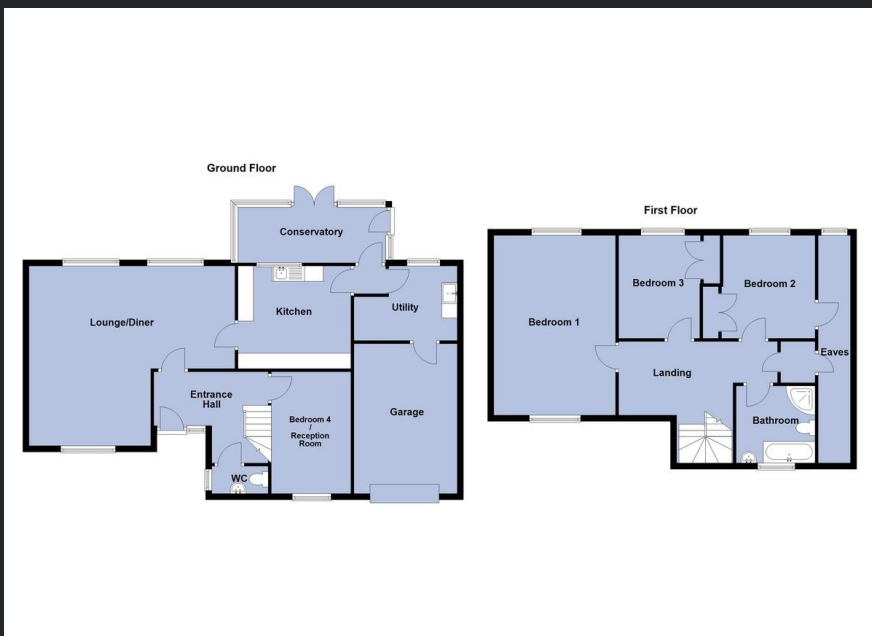 Ground Floor
Conservatory
Kitchen
Utility
Lounge/Diner
Entrance
Hall
Bedroom 4
/
Reception
Room
Garage
WC
First Floor
Bedroom 3
Bedroom 2
Bedroom 1
Eaves
Landing
Bathroom